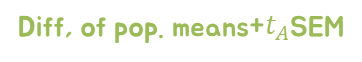 Diff, of pop. means+$t_A$SEM